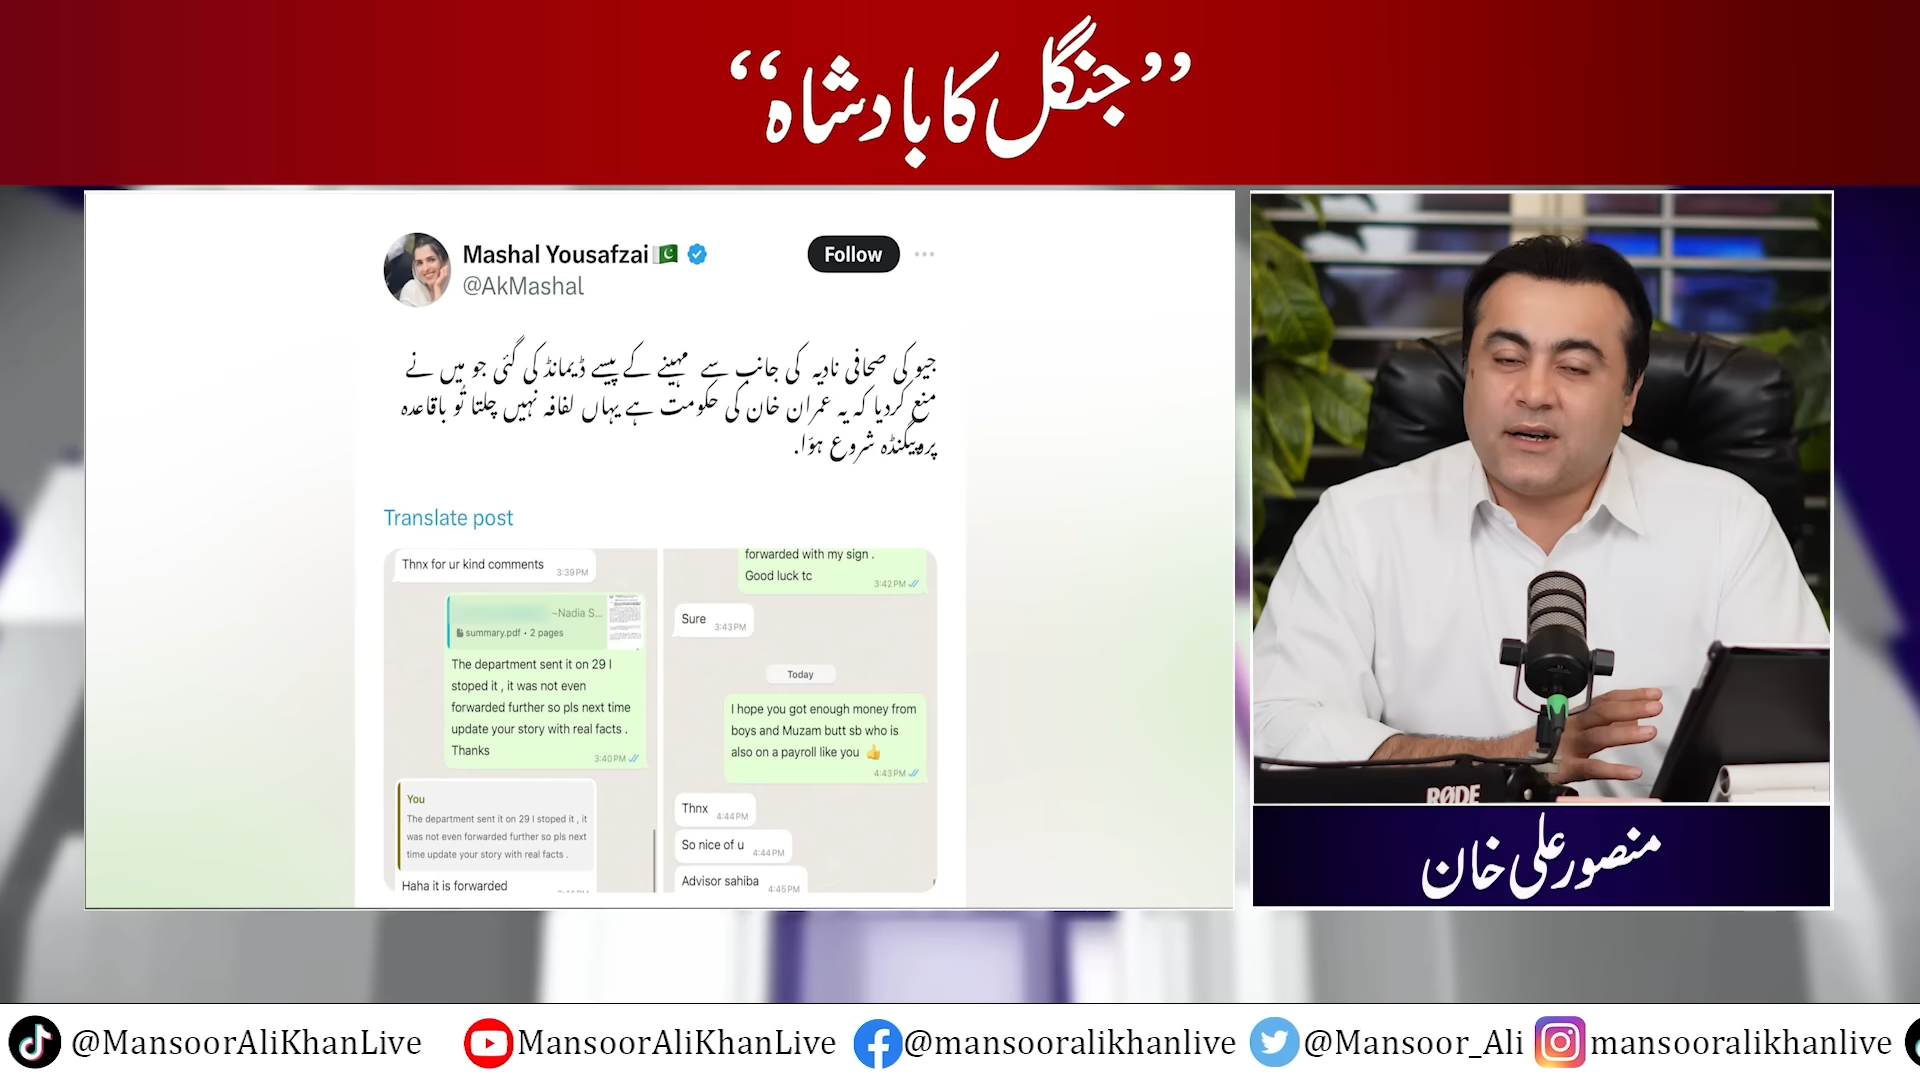 ”جنگل کا بادشاہ“
Mashal Yousafzai
@AkMashal
Follow
جیو کی صحافی نادیہ کی جانب سے مہینے کے پیسے ڈیمانڈ کی گئی جو میں نے
منع کردیا کہ یہ عمران خان کی حکومت ہے یہاں لفافہ نہیں چلتا تُو باقاعدہ
پروپیگنڈہ شروع ہؤا.
Translate post
Thnx for ur kind comments
3:39 PM
~Nadia S...
summary.pdf • 2 pages
The department sent it on 29 I
stoped it , it was not even
forwarded further so pls next time
update your story with real facts .
Thanks
3:40 PM
You
The department sent it on 29 I stoped it , it
was not even forwarded further so pls next
time update your story with real facts .
Haha it is forwarded
forwarded with my sign .
Good luck tc
3:42 PM
Sure
3:43 PM
Today
I hope you got enough money from
boys and Muzam butt sb who is
also on a payroll like you 👍
4:43 PM
Thnx
4:44 PM
So nice of u
4:44 PM
Advisor sahiba
4:45 PM
RØDE
منصور علی خان
@MansoorAliKhanLive
MansoorAliKhanLive
@mansooralikhanlive
@Mansoor_Ali
mansooralikhanlive